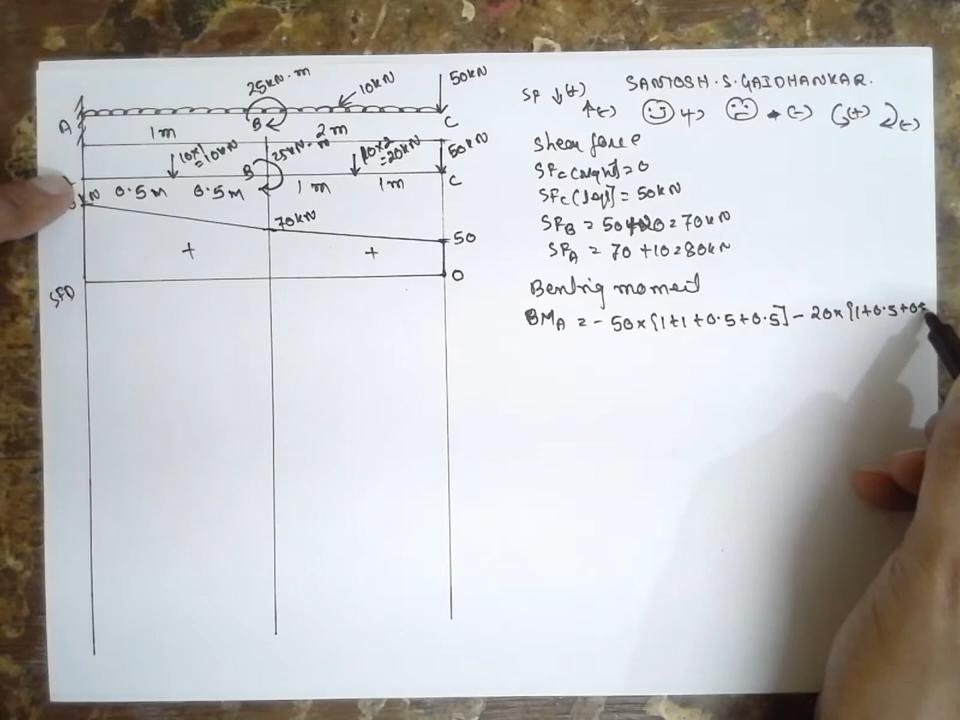 SANTOSH.S.GAIDHANKAR.
SF ↓(+)
↑(-) (+) (-) (+) (-)
25kN.m
10kN
50kN
A
1m
B
2m
C
10×1
=10kN
B
25kN-m
10×2
=20kN
50kN
0.5m
0.5m
1m
1m
C
70kN
50
+
+
0
SFD
Shear force
SFc (right) = 0
SFc (left) = 50kN
SFB = 50+20 = 70kN
SFA = 70 +10=80kN
Bending moment
BMA = - 50×[1+1+0.5+0.5] - 20×[1+0.5+0.5